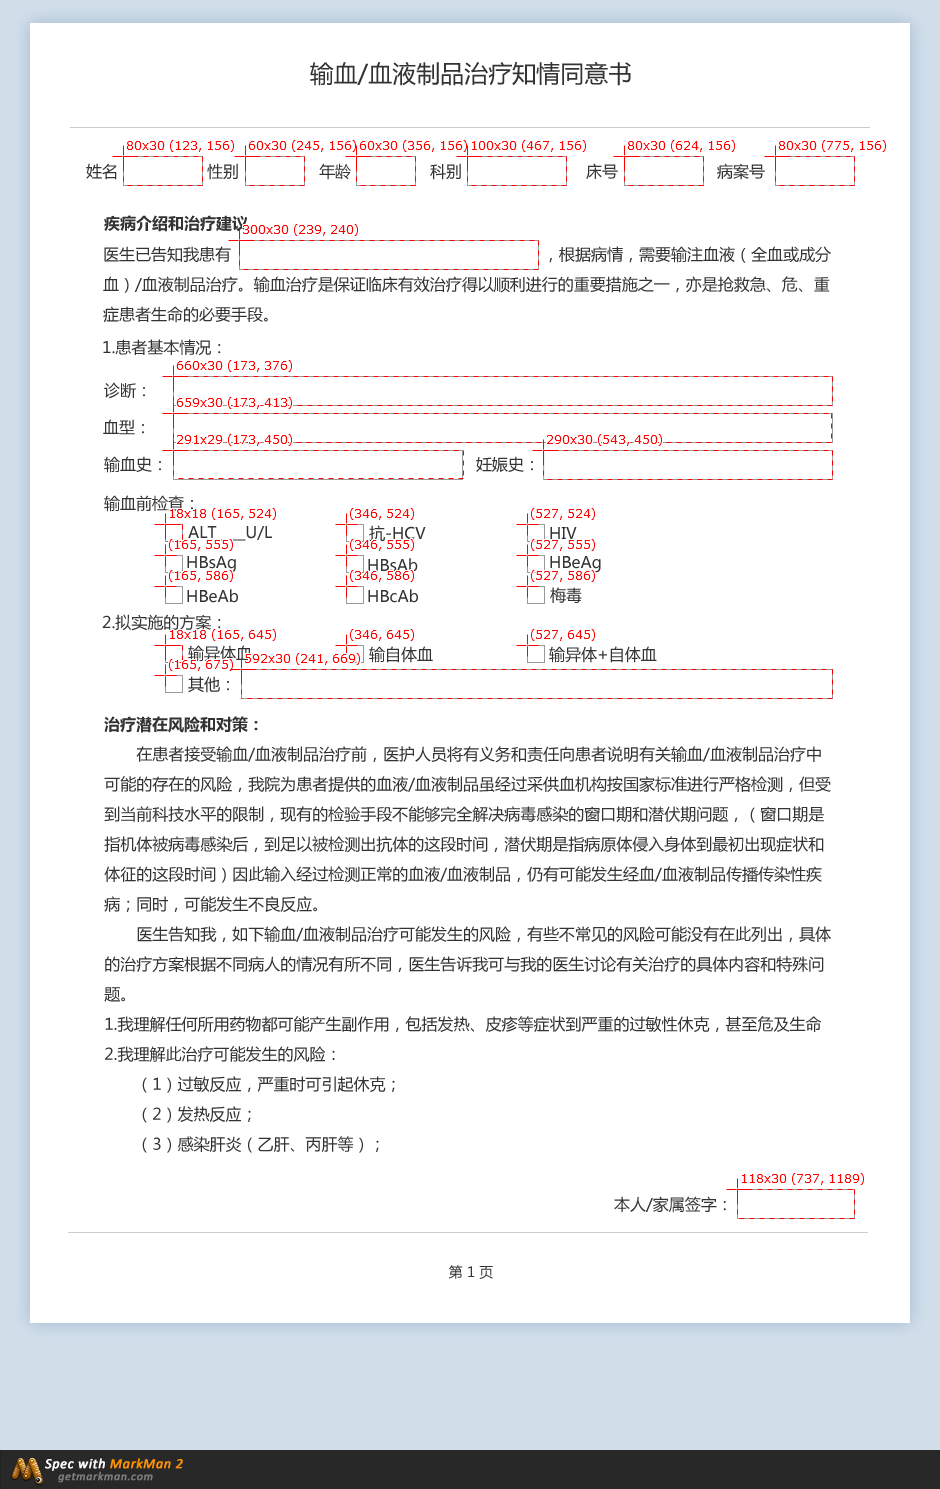 输血/血液制品治疗知情同意书
80x30 (123, 156) 60x30 (245, 156) 60x30 (356, 156) 100x30 (467, 156) 80x30 (624, 156) 80x30 (775, 156)
姓名 性别 年龄 科别 床号 病案号
疾病介绍和治疗建议
300x30 (239, 240)
医生已告知我患有 ，根据病情，需要输注血液（全血或成分
血）/血液制品治疗。输血治疗是保证临床有效治疗得以顺利进行的重要措施之一，亦是抢救急、危、重
症患者生命的必要手段。
1.患者基本情况：
660x30 (173, 376)
诊断：
659x30 (173, 413)
血型：
291x29 (173, 450) 290x30 (543, 450)
输血史： 妊娠史：
输血前检查：
18x18 (165, 524) (346, 524) (527, 524)
ALT __U/L 抗-HCV HIV
(165, 555) (346, 555) (527, 555)
HBsAg HBsAb HBeAg
(165, 586) (346, 586) (527, 586)
HBeAb HBcAb 梅毒
2.拟实施的方案：
18x18 (165, 645) (346, 645) (527, 645)
输异体血 输自体血 输异体+自体血
(165, 675) 592x30 (241, 669)
其他：
治疗潜在风险和对策：
在患者接受输血/血液制品治疗前，医护人员将有义务和责任向患者说明有关输血/血液制品治疗中
可能的存在的风险，我院为患者提供的血液/血液制品虽经过采供血机构按国家标准进行严格检测，但受
到当前科技水平的限制，现有的检验手段不能够完全解决病毒感染的窗口期和潜伏期问题，（窗口期是
指机体被病毒感染后，到足以被检测出抗体的这段时间，潜伏期是指病原体侵入身体到最初出现症状和
体征的这段时间）因此输入经过检测正常的血液/血液制品，仍有可能发生经血/血液制品传播传染性疾
病；同时，可能发生不良反应。
医生告知我，如下输血/血液制品治疗可能发生的风险，有些不常见的风险可能没有在此列出，具体
的治疗方案根据不同病人的情况有所不同，医生告诉我可与我的医生讨论有关治疗的具体内容和特殊问
题。
1.我理解任何所用药物都可能产生副作用，包括发热、皮疹等症状到严重的过敏性休克，甚至危及生命
2.我理解此治疗可能发生的风险：
（1）过敏反应，严重时可引起休克；
（2）发热反应；
（3）感染肝炎（乙肝、丙肝等）；
118x30 (737, 1189)
本人/家属签字：
第 1 页
Spec with MarkMan 2
getmarkman.com